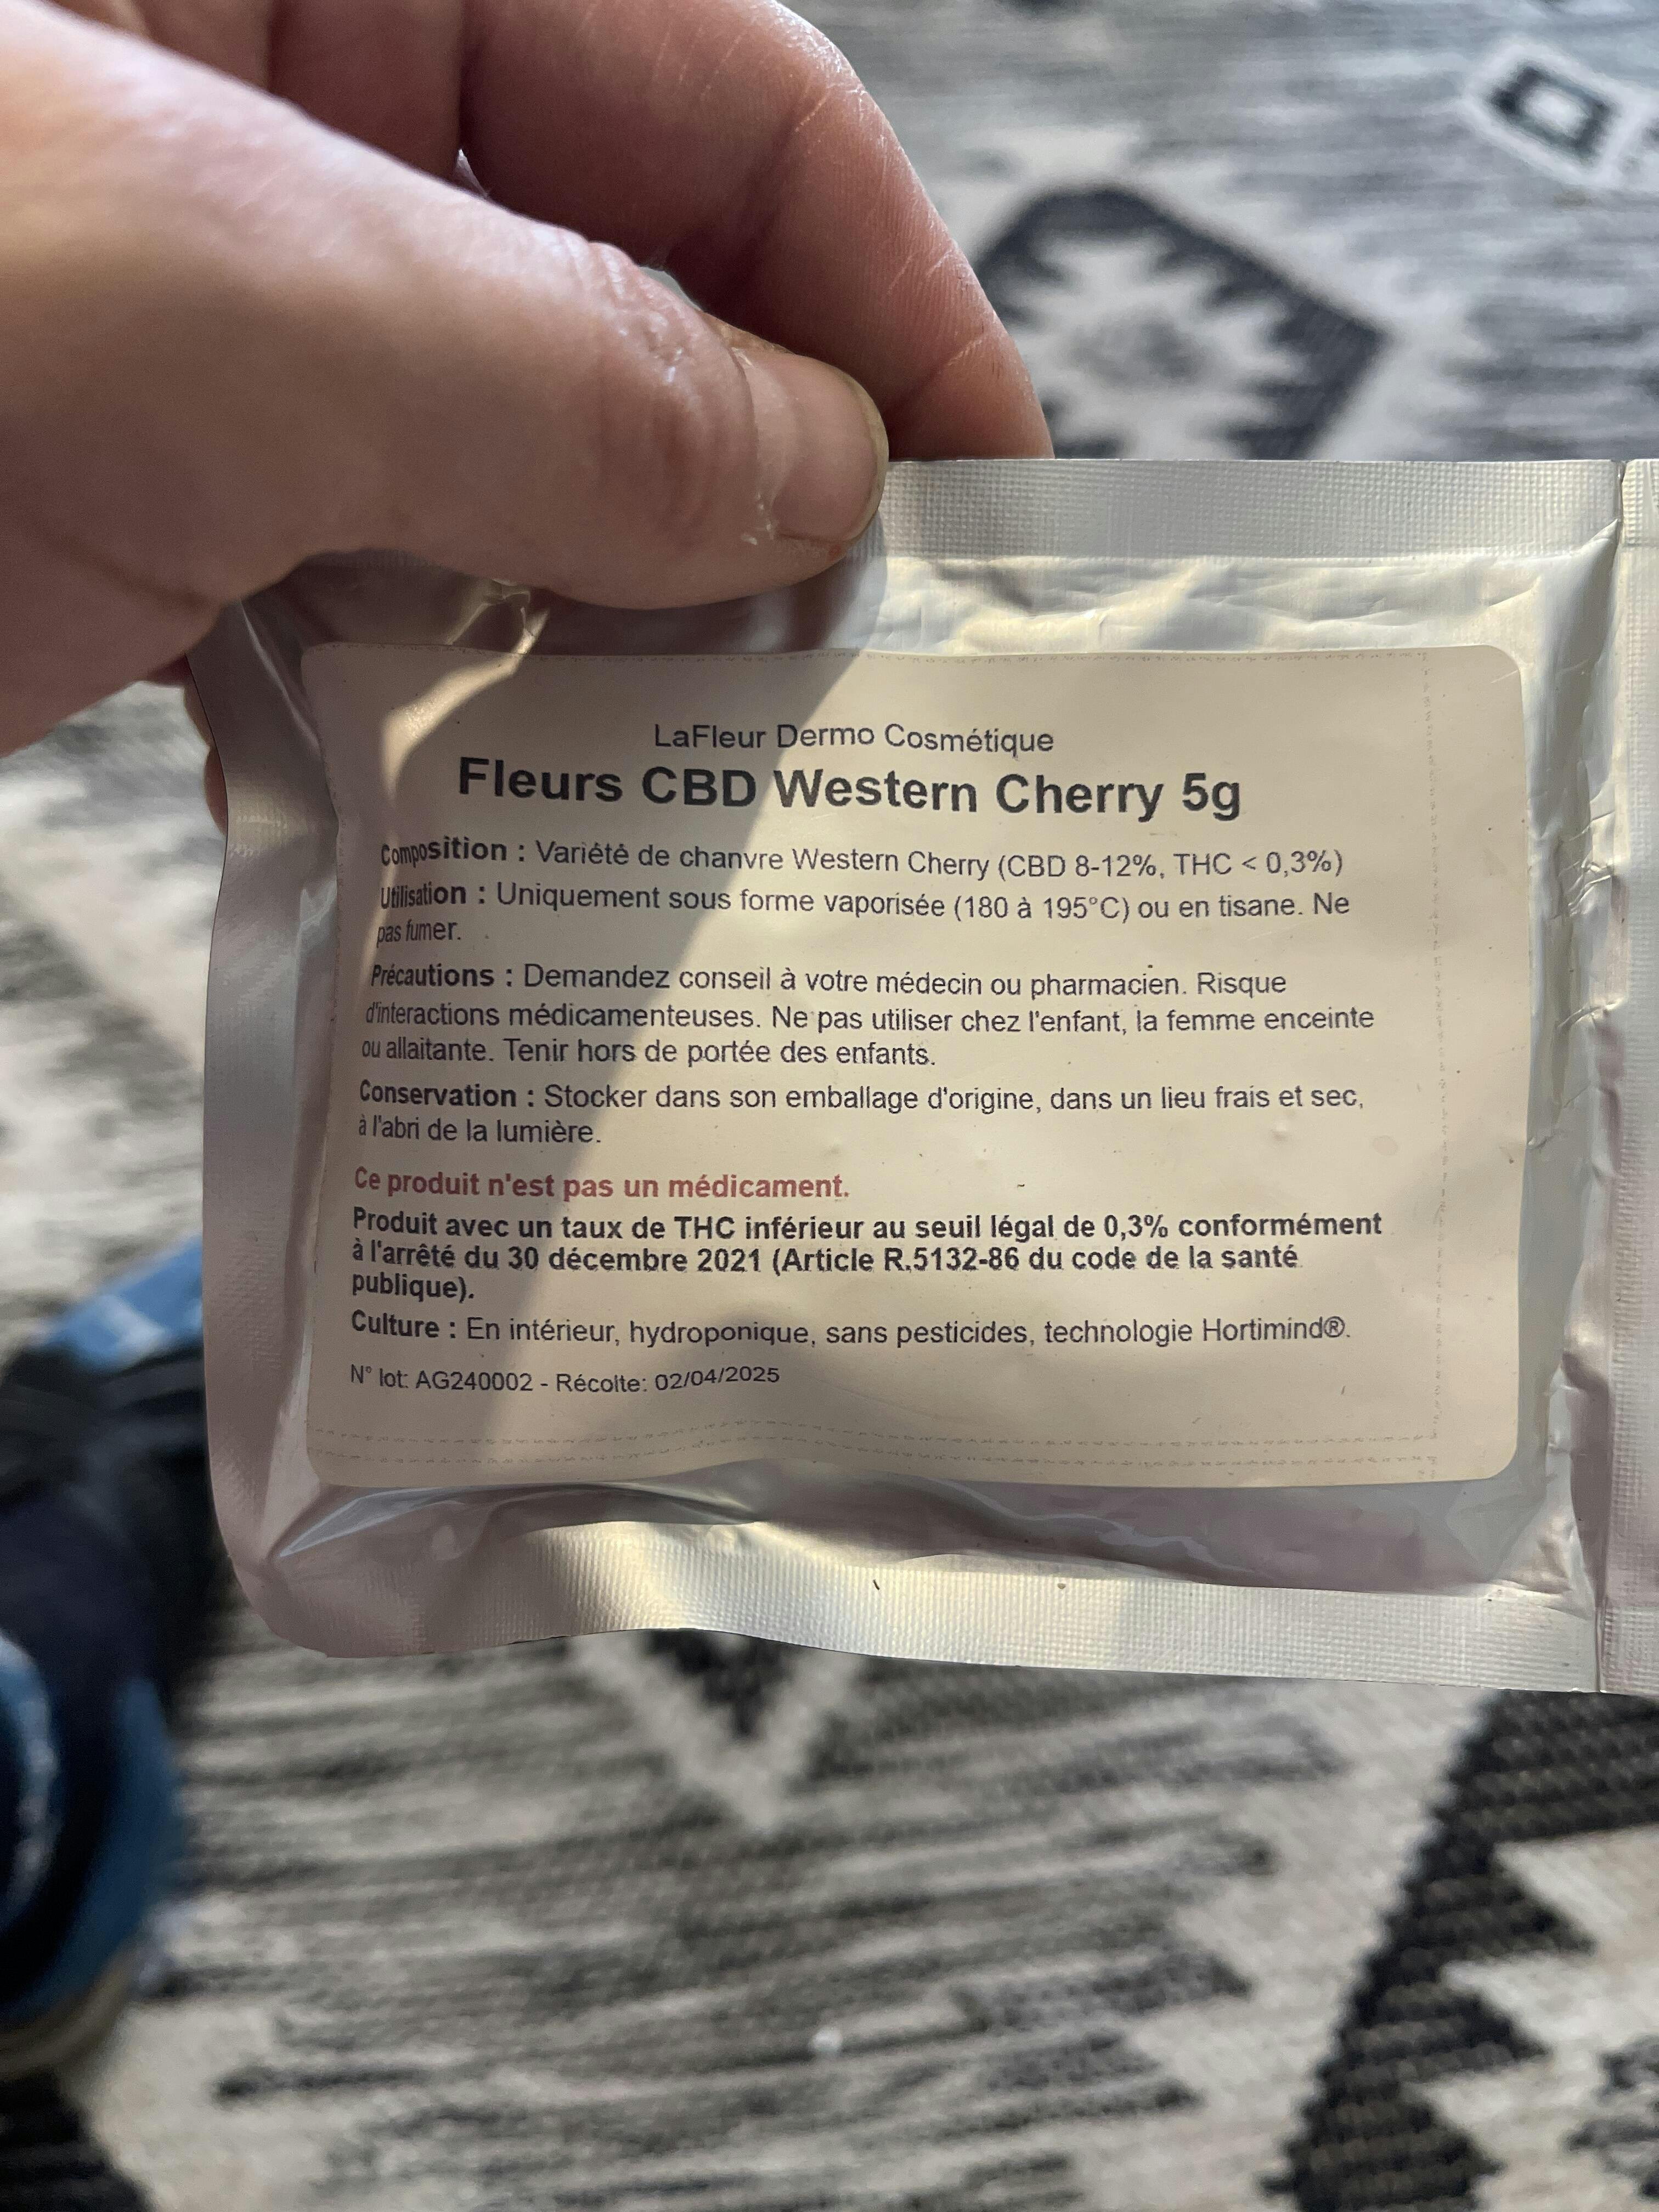 LaFleur Dermo Cosmétique
Fleurs CBD Western Cherry 5g
Composition : Variété de chanvre Western Cherry (CBD 8-12%, THC < 0,3%)
Utilisation : Uniquement sous forme vaporisée (180 à 195°C) ou en tisane. Ne
pas fumer.
Précautions : Demandez conseil à votre médecin ou pharmacien. Risque
d'interactions médicamenteuses. Ne pas utiliser chez l'enfant, la femme enceinte
ou allaitante. Tenir hors de portée des enfants.
Conservation : Stocker dans son emballage d'origine, dans un lieu frais et sec,
à l'abri de la lumière.
Ce produit n'est pas un médicament.
Produit avec un taux de THC inférieur au seuil légal de 0,3% conformément
à l'arrêté du 30 décembre 2021 (Article R.5132-86 du code de la santé
publique).
Culture : En intérieur, hydroponique, sans pesticides, technologie Hortimind®.
N° lot: AG240002 - Récolte: 02/04/2025